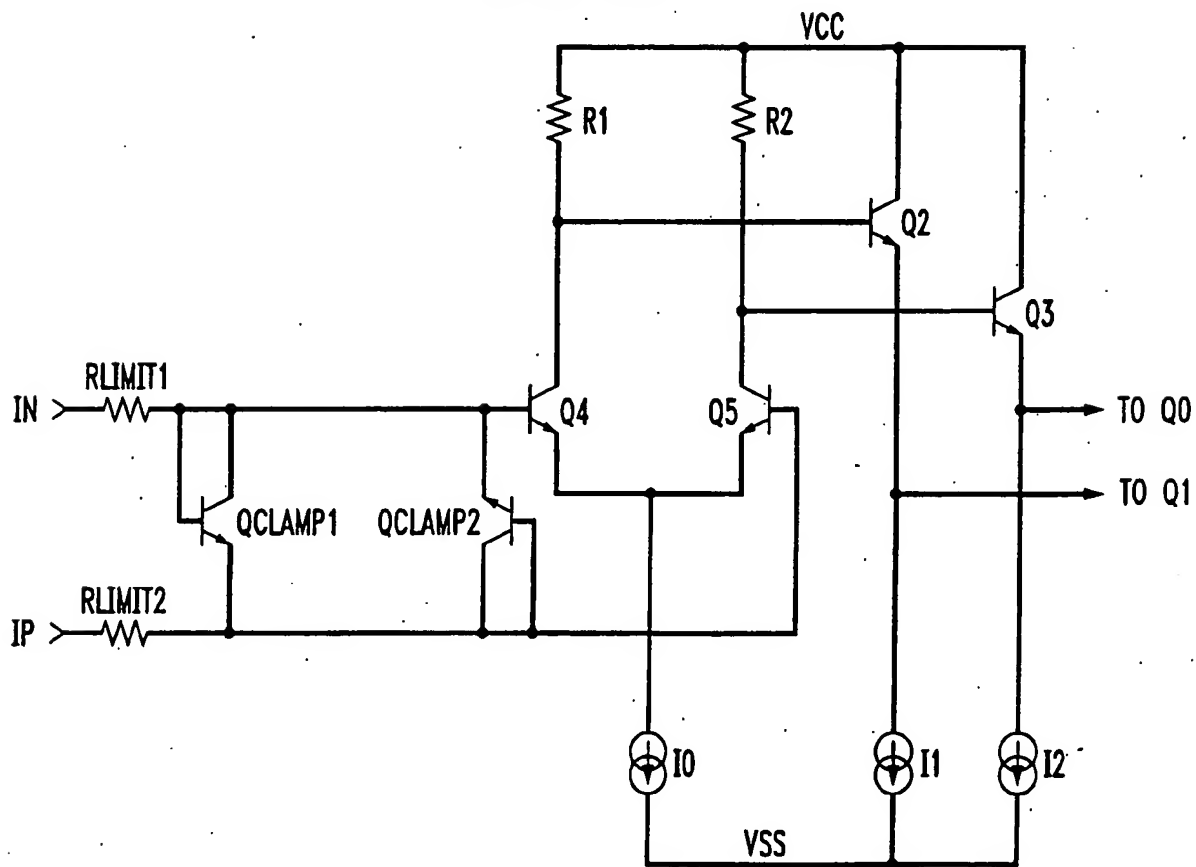 VCC
R1
R2
Q2
Q3
RLIMIT1
IN
Q4
Q5
TO Q0
QCLAMP1
QCLAMP2
TO Q1
RLIMIT2
IP
I0
I1
I2
VSS